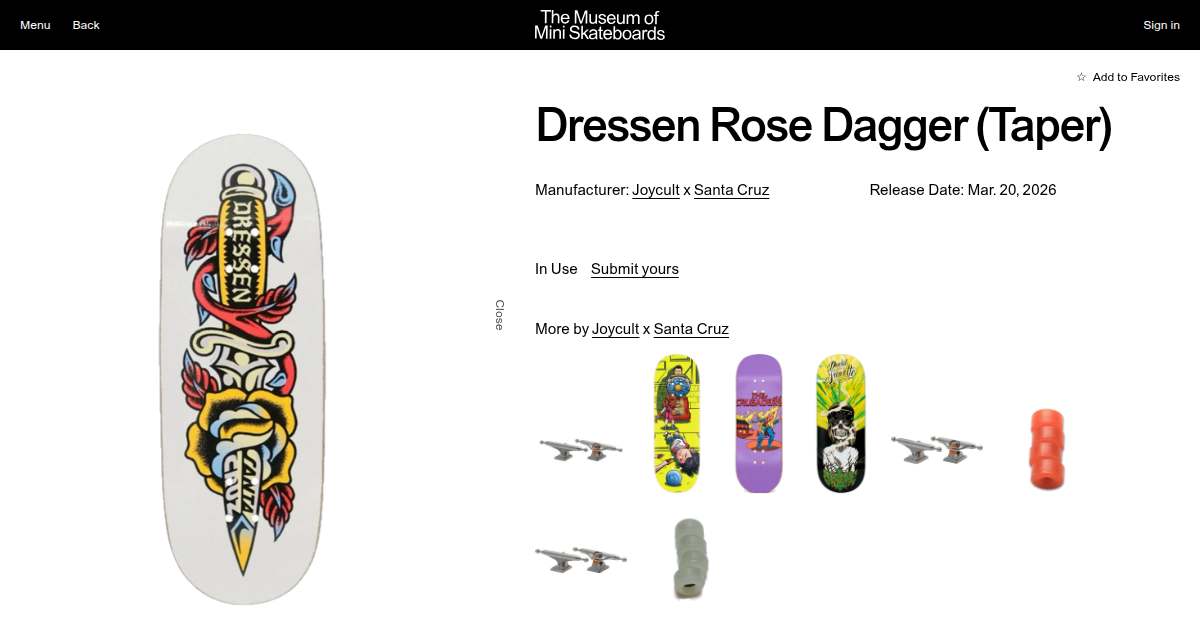 Menu
Back
The Museum of
Mini Skateboards
Sign in
☆ Add to Favorites
Dressen Rose Dagger (Taper)
Manufacturer: Joycult x Santa Cruz
Release Date: Mar. 20, 2026
In Use
Submit yours
Close
More by Joycult x Santa Cruz
DRESSEN
SANTA
CRUZ